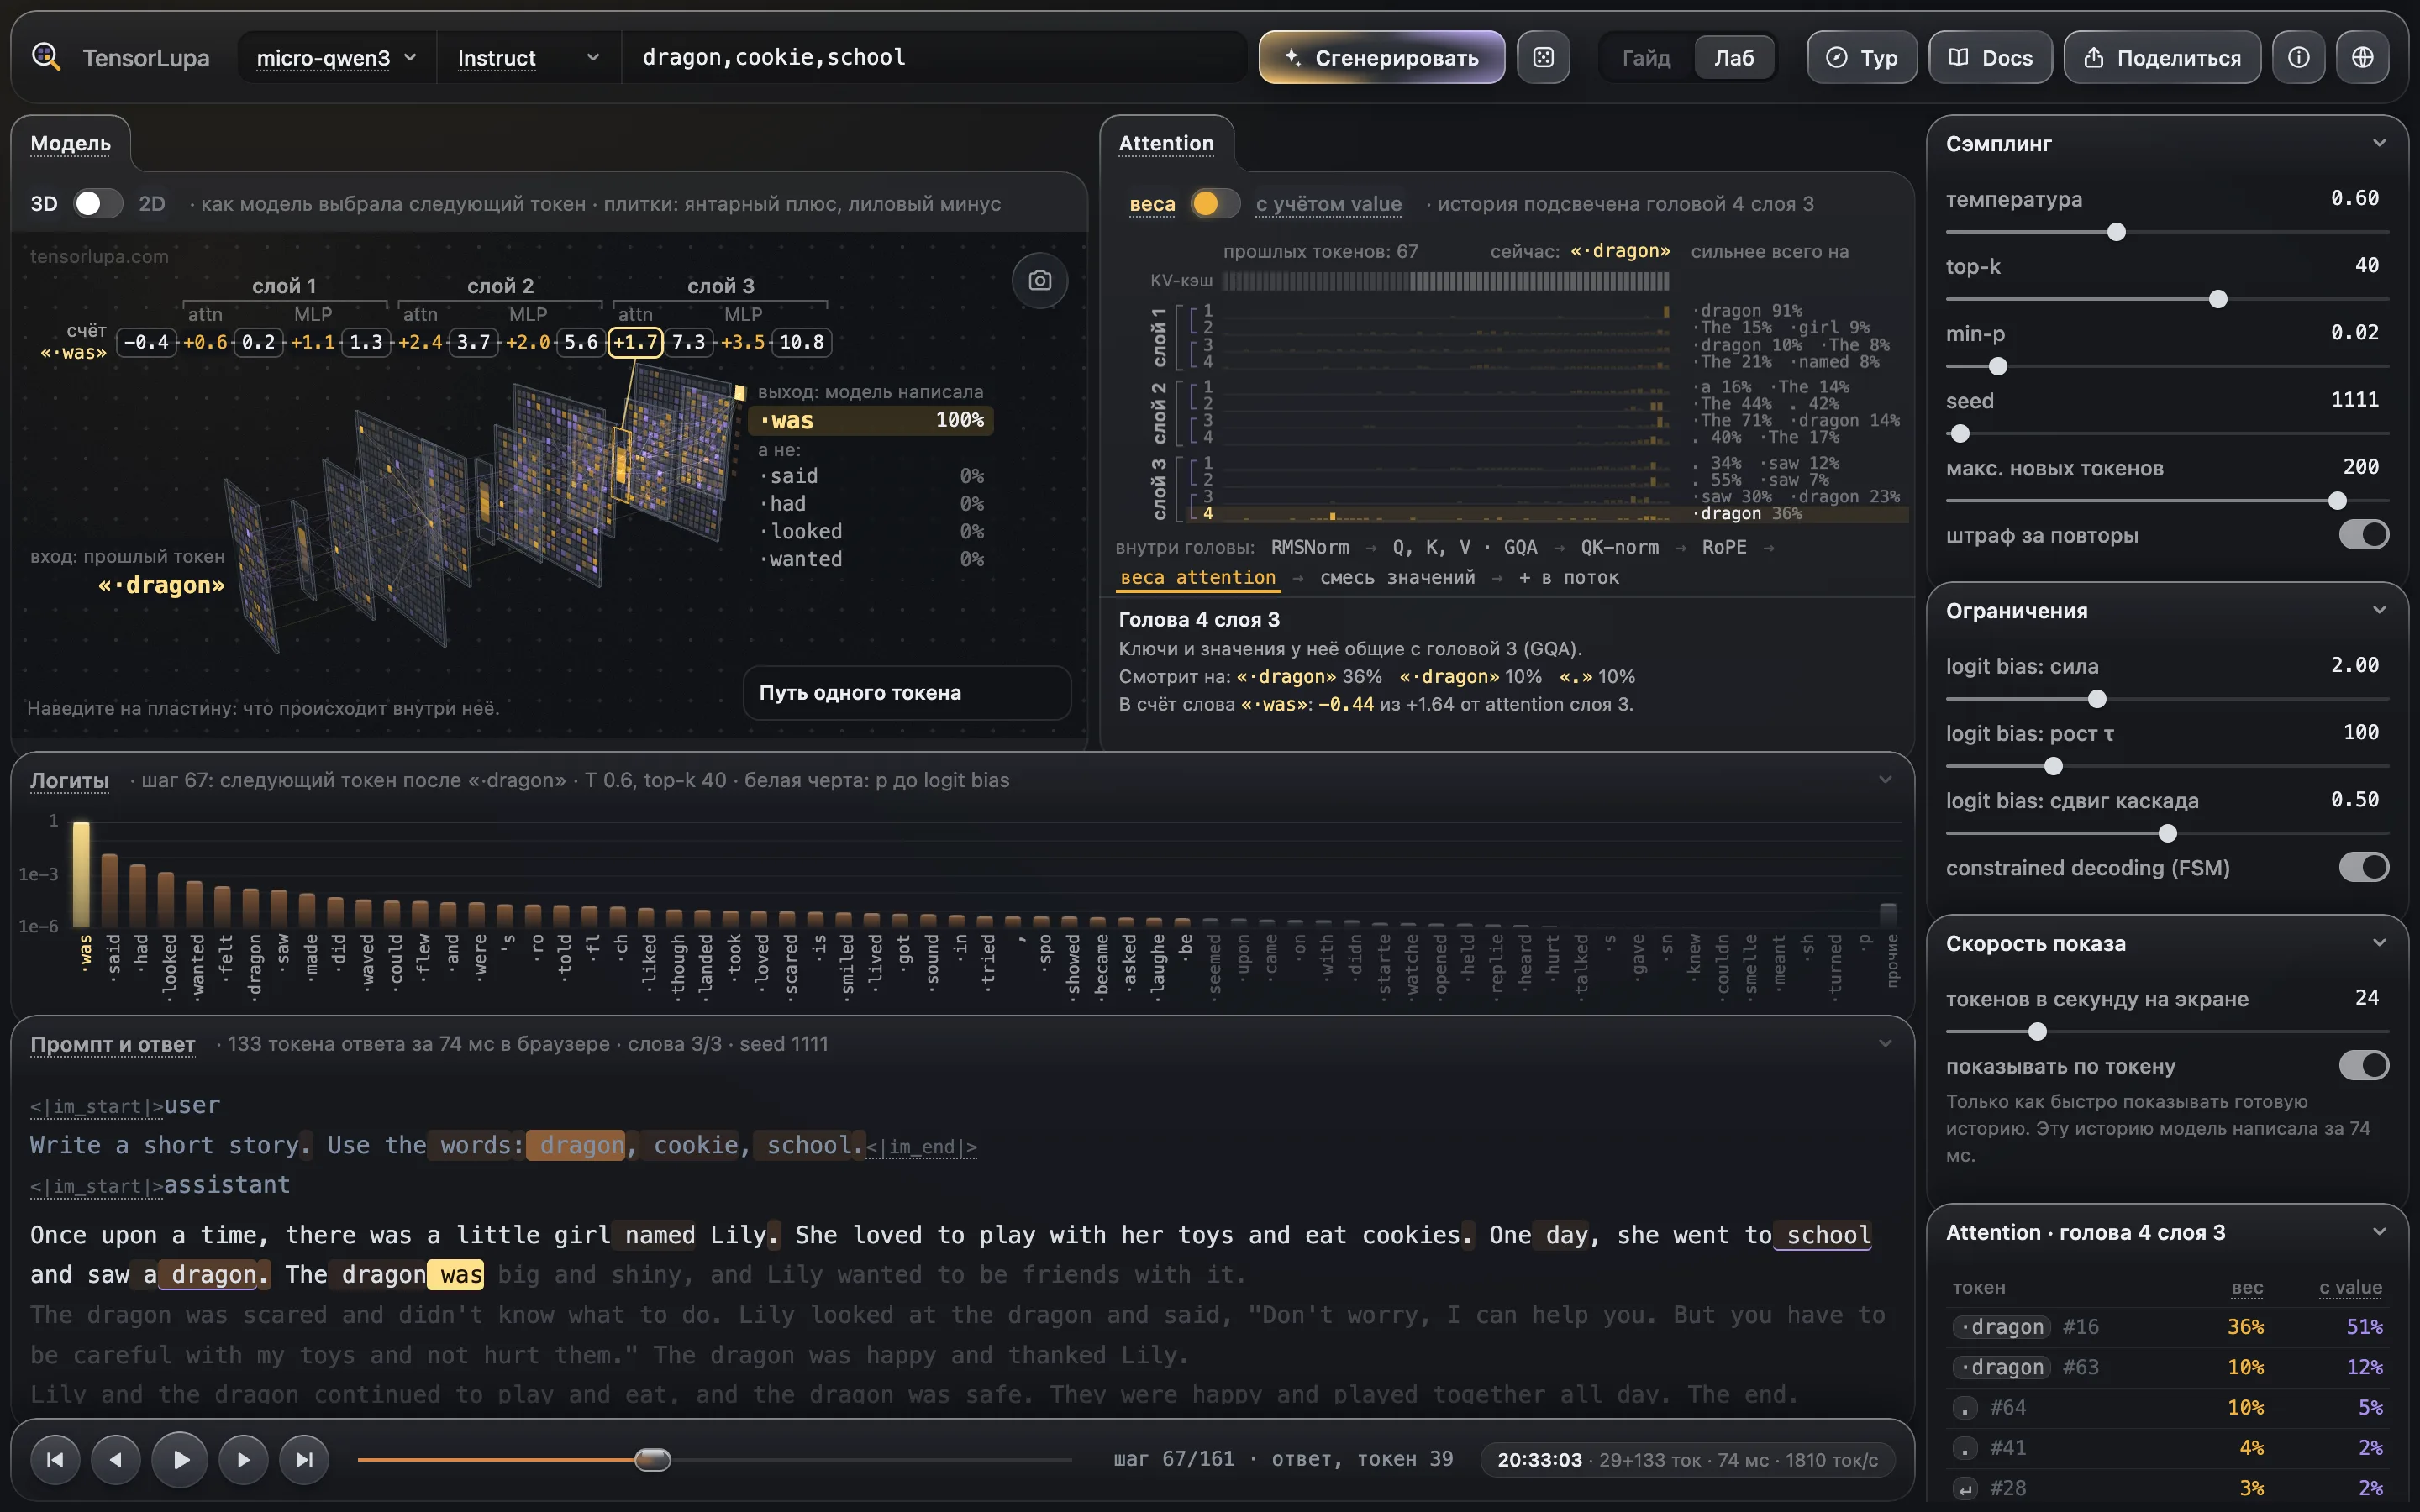 TensorLupa
micro-qwen3
Instruct
dragon,cookie,school
Сгенерировать
Гайд
Лаб
Тур
Docs
Поделиться
Модель
3D 2D · как модель выбрала следующий токен · плитки: янтарный плюс, лиловый минус
tensorlupa.com
слой 1 слой 2 слой 3
attn MLP attn MLP attn MLP
счёт
«·was» −0.4 +0.6 0.2 +1.1 1.3 +2.4 3.7 +2.0 5.6 +1.7 7.3 +3.5 10.8
выход: модель написала
·was 100%
а не:
·said 0%
·had 0%
·looked 0%
·wanted 0%
вход: прошлый токен
«·dragon»
Наведите на пластину: что происходит внутри неё.
Путь одного токена
Attention
веса с учётом value · история подсвечена головой 4 слоя 3
прошлых токенов: 67 сейчас: «·dragon» сильнее всего на
KV-кэш
слой 1
1 ·dragon 91%
2 ·The 15% ·girl 9%
3 ·dragon 10% ·The 8%
4 ·The 21% ·named 8%
слой 2
1 ·a 16% ·The 14%
2 ·The 44% . 42%
3 ·The 71% ·dragon 14%
4 . 40% ·The 17%
слой 3
1 . 34% ·saw 12%
2 . 55% ·saw 7%
3 ·saw 30% ·dragon 23%
4 ·dragon 36%
внутри головы: RMSNorm → Q, K, V · GQA → QK-norm → RoPE →
веса attention → смесь значений → + в поток
Голова 4 слоя 3
Ключи и значения у неё общие с головой 3 (GQA).
Смотрит на: «·dragon» 36% «·dragon» 10% «.» 10%
В счёт слова «·was»: −0.44 из +1.64 от attention слоя 3.
Логиты · шаг 67: следующий токен после «·dragon» · T 0.6, top-k 40 · белая черта: p до logit bias
1
1e−3
1e−6
·was ·said ·had ·looked ·wanted ·felt ·dragon ·saw ·made ·did ·waved ·could ·flew ·and ·were 's ·ro ·told ·fl ·ch ·liked ·though ·landed ·took ·loved ·scared ·is ·smiled ·lived ·got ·sound ·in ·tried , ·spo ·showed ·became ·asked ·laughe ·be ·seemed ·upon ·came ·on ·with ·didn ·starte ·watche ·opened ·held ·replie ·heard ·hurt ·talked ·s ·gave ·sn ·knew ·couldn ·smelle ·meant ·sh ·turned ·p прочие
Промпт и ответ · 133 токена ответа за 74 мс в браузере · слова 3/3 · seed 1111
<|im_start|>user
Write a short story. Use the words: dragon, cookie, school.<|im_end|>
<|im_start|>assistant
Once upon a time, there was a little girl named Lily. She loved to play with her toys and eat cookies. One day, she went to school
and saw a dragon. The dragon was big and shiny, and Lily wanted to be friends with it.
The dragon was scared and didn't know what to do. Lily looked at the dragon and said, "Don't worry, I can help you. But you have to
be careful with my toys and not hurt them." The dragon was happy and thanked Lily.
Lily and the dragon continued to play and eat, and the dragon was safe. They were happy and played together all day. The end.
шаг 67/161 · ответ, токен 39
20:33:03 · 29+133 ток · 74 мс · 1810 ток/с
Сэмплинг
температура 0.60
top-k 40
min-p 0.02
seed 1111
макс. новых токенов 200
штраф за повторы
Ограничения
logit bias: сила 2.00
logit bias: рост τ 100
logit bias: сдвиг каскада 0.50
constrained decoding (FSM)
Скорость показа
токенов в секунду на экране 24
показывать по токену
Только как быстро показывать готовую
историю. Эту историю модель написала за 74
мс.
Attention · голова 4 слоя 3
токен вес с value
·dragon #16 36% 51%
·dragon #63 10% 12%
. #64 10% 5%
. #41 4% 2%
↵ #28 3% 2%